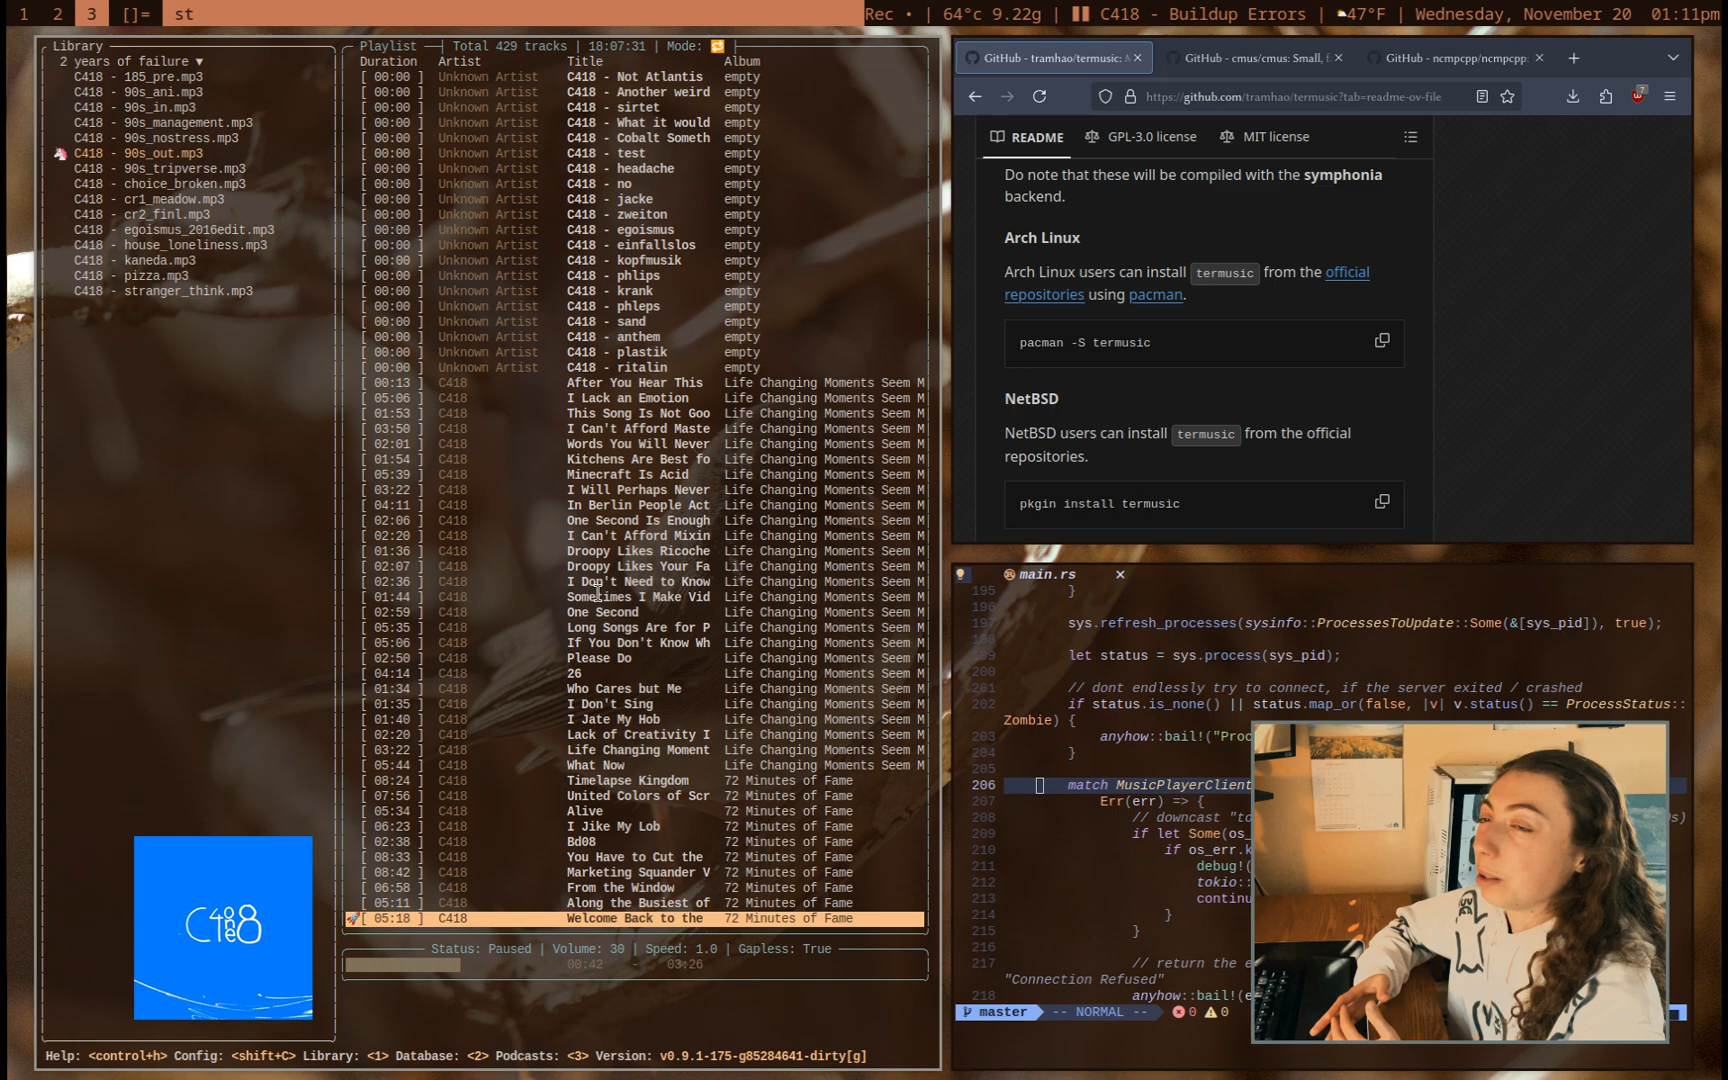 1 2 3 []= st Rec • | 64°c 9.22g | ▮▮ C418 - Buildup Errors | 47°F | Wednesday, November 20 01:11pm
Library
2 years of failure ▼
C418 - 185_pre.mp3
C418 - 90s_ani.mp3
C418 - 90s_in.mp3
C418 - 90s_management.mp3
C418 - 90s_nostress.mp3
C418 - 90s_out.mp3
C418 - 90s_tripverse.mp3
C418 - choice_broken.mp3
C418 - cr1_meadow.mp3
C418 - cr2_finl.mp3
C418 - egoismus_2016edit.mp3
C418 - house_loneliness.mp3
C418 - kaneda.mp3
C418 - pizza.mp3
C418 - stranger_think.mp3
C418
Playlist | Total 429 tracks | 18:07:31 | Mode: 🔁
Duration Artist Title Album
[ 00:00 ] Unknown Artist C418 - Not Atlantis empty
[ 00:00 ] Unknown Artist C418 - Another weird empty
[ 00:00 ] Unknown Artist C418 - sirtet empty
[ 00:00 ] Unknown Artist C418 - What it would empty
[ 00:00 ] Unknown Artist C418 - Cobalt Someth empty
[ 00:00 ] Unknown Artist C418 - test empty
[ 00:00 ] Unknown Artist C418 - headache empty
[ 00:00 ] Unknown Artist C418 - no empty
[ 00:00 ] Unknown Artist C418 - jacke empty
[ 00:00 ] Unknown Artist C418 - zweiton empty
[ 00:00 ] Unknown Artist C418 - egoismus empty
[ 00:00 ] Unknown Artist C418 - einfallslos empty
[ 00:00 ] Unknown Artist C418 - kopfmusik empty
[ 00:00 ] Unknown Artist C418 - phlips empty
[ 00:00 ] Unknown Artist C418 - krank empty
[ 00:00 ] Unknown Artist C418 - phleps empty
[ 00:00 ] Unknown Artist C418 - sand empty
[ 00:00 ] Unknown Artist C418 - anthem empty
[ 00:00 ] Unknown Artist C418 - plastik empty
[ 00:00 ] Unknown Artist C418 - ritalin empty
[ 00:13 ] C418 After You Hear This Life Changing Moments Seem M
[ 05:06 ] C418 I Lack an Emotion Life Changing Moments Seem M
[ 01:53 ] C418 This Song Is Not Goo Life Changing Moments Seem M
[ 03:50 ] C418 I Can't Afford Maste Life Changing Moments Seem M
[ 02:01 ] C418 Words You Will Never Life Changing Moments Seem M
[ 01:54 ] C418 Kitchens Are Best fo Life Changing Moments Seem M
[ 05:39 ] C418 Minecraft Is Acid Life Changing Moments Seem M
[ 03:22 ] C418 I Will Perhaps Never Life Changing Moments Seem M
[ 04:11 ] C418 In Berlin People Act Life Changing Moments Seem M
[ 02:06 ] C418 One Second Is Enough Life Changing Moments Seem M
[ 02:20 ] C418 I Can't Afford Mixin Life Changing Moments Seem M
[ 01:36 ] C418 Droopy Likes Ricoche Life Changing Moments Seem M
[ 02:07 ] C418 Droopy Likes Your Fa Life Changing Moments Seem M
[ 02:36 ] C418 I Don't Need to Know Life Changing Moments Seem M
[ 01:44 ] C418 Sometimes I Make Vid Life Changing Moments Seem M
[ 02:59 ] C418 One Second Life Changing Moments Seem M
[ 05:35 ] C418 Long Songs Are for P Life Changing Moments Seem M
[ 05:06 ] C418 If You Don't Know Wh Life Changing Moments Seem M
[ 02:50 ] C418 Please Do Life Changing Moments Seem M
[ 04:14 ] C418 26 Life Changing Moments Seem M
[ 01:34 ] C418 Who Cares but Me Life Changing Moments Seem M
[ 01:35 ] C418 I Don't Sing Life Changing Moments Seem M
[ 01:40 ] C418 I Jate My Hob Life Changing Moments Seem M
[ 02:20 ] C418 Lack of Creativity I Life Changing Moments Seem M
[ 03:22 ] C418 Life Changing Moment Life Changing Moments Seem M
[ 05:44 ] C418 What Now Life Changing Moments Seem M
[ 08:24 ] C418 Timelapse Kingdom 72 Minutes of Fame
[ 07:56 ] C418 United Colors of Scr 72 Minutes of Fame
[ 05:34 ] C418 Alive 72 Minutes of Fame
[ 06:23 ] C418 I Jike My Lob 72 Minutes of Fame
[ 02:38 ] C418 Bd08 72 Minutes of Fame
[ 08:33 ] C418 You Have to Cut the 72 Minutes of Fame
[ 08:42 ] C418 Marketing Squander V 72 Minutes of Fame
[ 06:58 ] C418 From the Window 72 Minutes of Fame
[ 05:11 ] C418 Along the Busiest of 72 Minutes of Fame
🚀[ 05:18 ] C418 Welcome Back to the 72 Minutes of Fame
Status: Paused | Volume: 30 | Speed: 1.0 | Gapless: True
00:42 - 03:26
Help: <control+h> Config: <shift+C> Library: <1> Database: <2> Podcasts: <3> Version: v0.9.1-175-g85284641-dirty[g]
GitHub - tramhao/termusic: M
GitHub - cmus/cmus: Small, f
GitHub - ncmpcpp/ncmpcpp:
https://github.com/tramhao/termusic?tab=readme-ov-file
7
README GPL-3.0 license MIT license
Do note that these will be compiled with the symphonia
backend.
Arch Linux
Arch Linux users can install termusic from the official
repositories using pacman.
pacman -S termusic
NetBSD
NetBSD users can install termusic from the official
repositories.
pkgin install termusic
main.rs
195 }
196
197 sys.refresh_processes(sysinfo::ProcessesToUpdate::Some(&[sys_pid]), true);
198
199 let status = sys.process(sys_pid);
200
201 // dont endlessly try to connect, if the server exited / crashed
202 if status.is_none() || status.map_or(false, |v| v.status() == ProcessStatus::
Zombie) {
203 anyhow::bail!("Proc
204 }
205
206 match MusicPlayerClient
207 Err(err) => {
208 // downcast "to s)
209 if let Some(os_
210 if os_err.k
211 debug!(
212 tokio::
213 continu
214 }
215 }
216
217 // return the e
"Connection Refused"
218 anyhow::bail!(e
master -- NORMAL -- 0 0